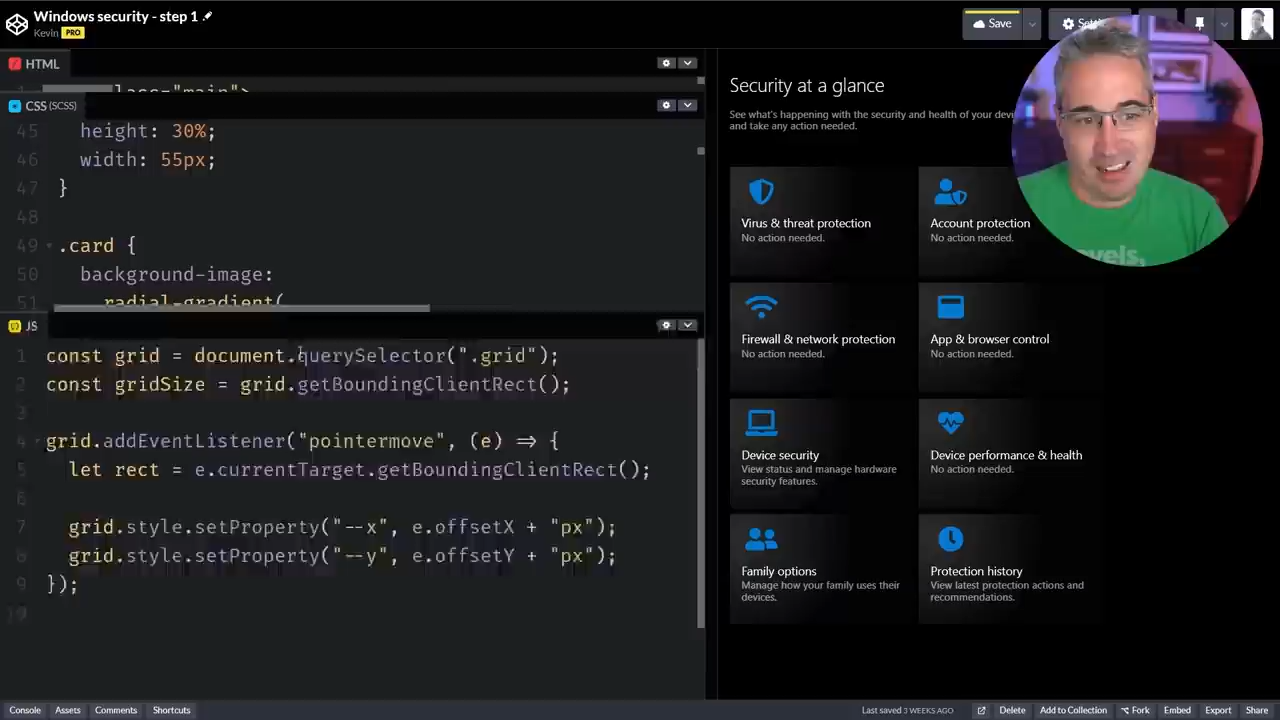 Windows security - step 1
Kevin PRO
Save
HTML
class="main">
CSS (SCSS)
45 height: 30%;
46 width: 55px;
47 }
48
49 .card {
50 background-image:
51 radial-gradient(
JS
1 const grid = document.querySelector(".grid");
2 const gridSize = grid.getBoundingClientRect();
3
4 grid.addEventListener("pointermove", (e) => {
5 let rect = e.currentTarget.getBoundingClientRect();
6
7 grid.style.setProperty("--x", e.offsetX + "px");
8 grid.style.setProperty("--y", e.offsetY + "px");
9 });
10
Security at a glance
See what's happening with the security and health of your
and take any action needed.
Virus & threat protection
No action needed.
Account protection
No action needed.
Firewall & network protection
No action needed.
App & browser control
No action needed.
Device security
View status and manage hardware
security features.
Device performance & health
No action needed.
Family options
Manage how your family uses their
devices.
Protection history
View latest protection actions and
recommendations.
evels,
Console Assets Comments Shortcuts
Last saved 3 WEEKS AGO Delete Add to Collection Fork Embed Export Share